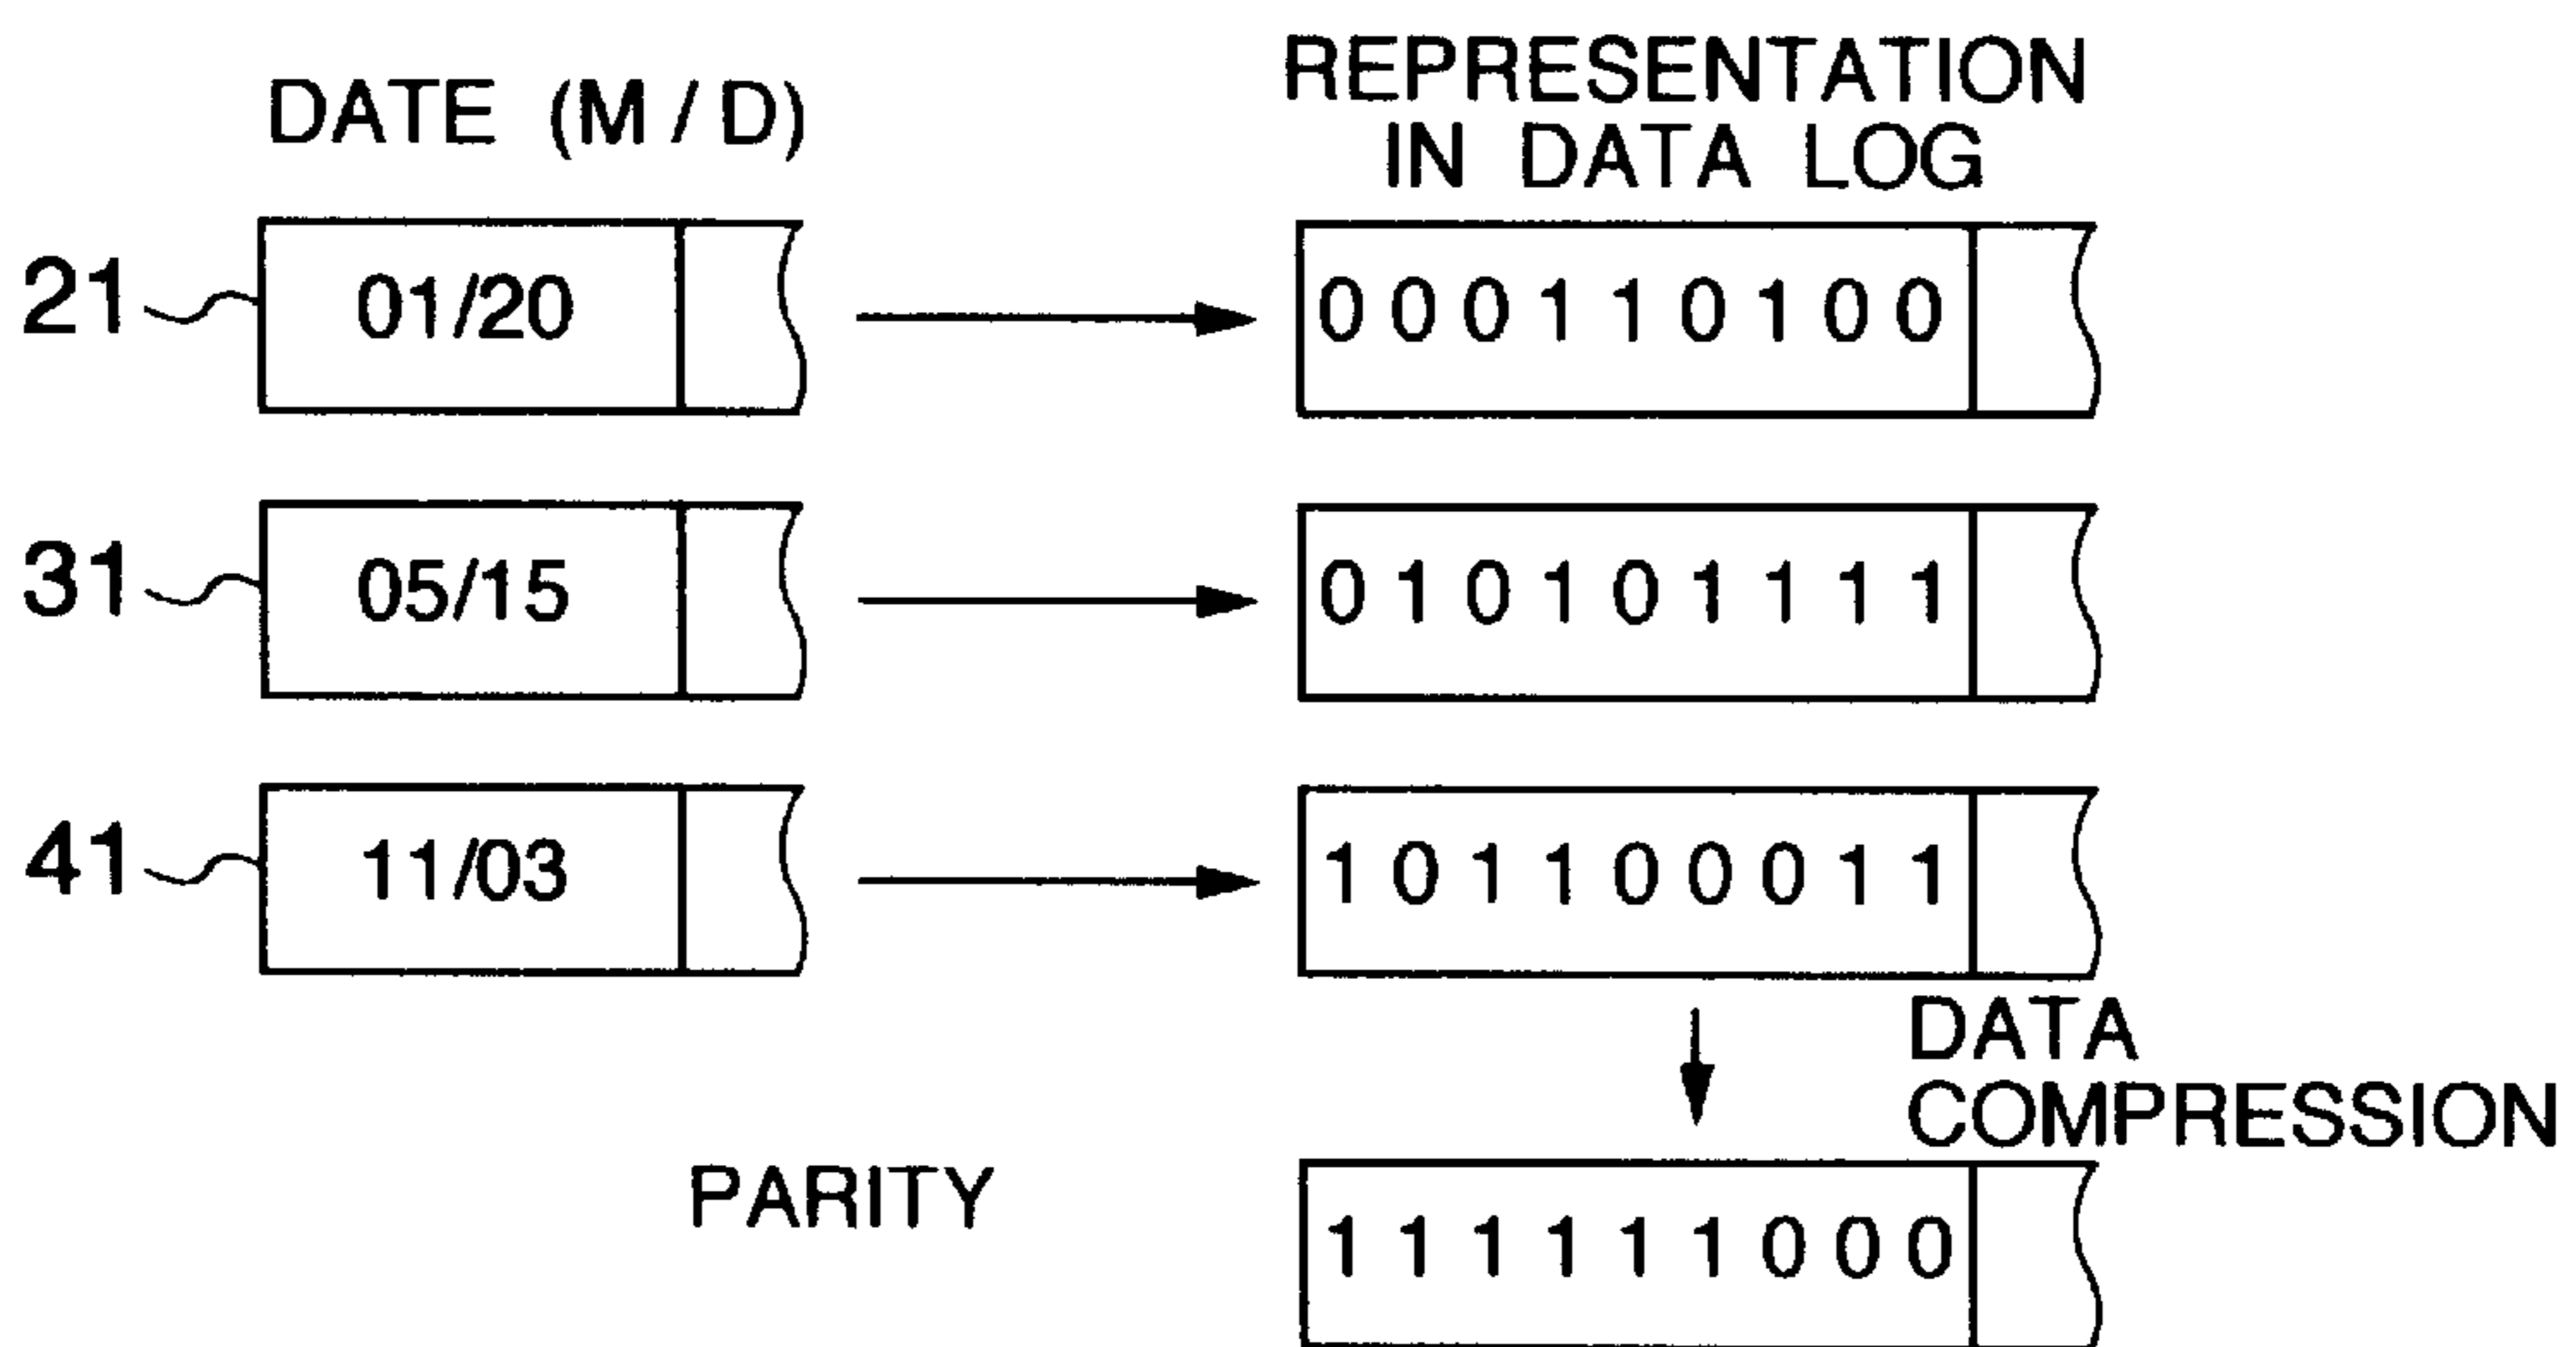 DATE (M / D)
REPRESENTATION
IN DATA LOG
21
01/20
0 0 0 1 1 0 1 0 0
31
05/15
0 1 0 1 0 1 1 1 1
41
11/03
1 0 1 1 0 0 0 1 1
DATA
COMPRESSION
PARITY
1 1 1 1 1 1 0 0 0